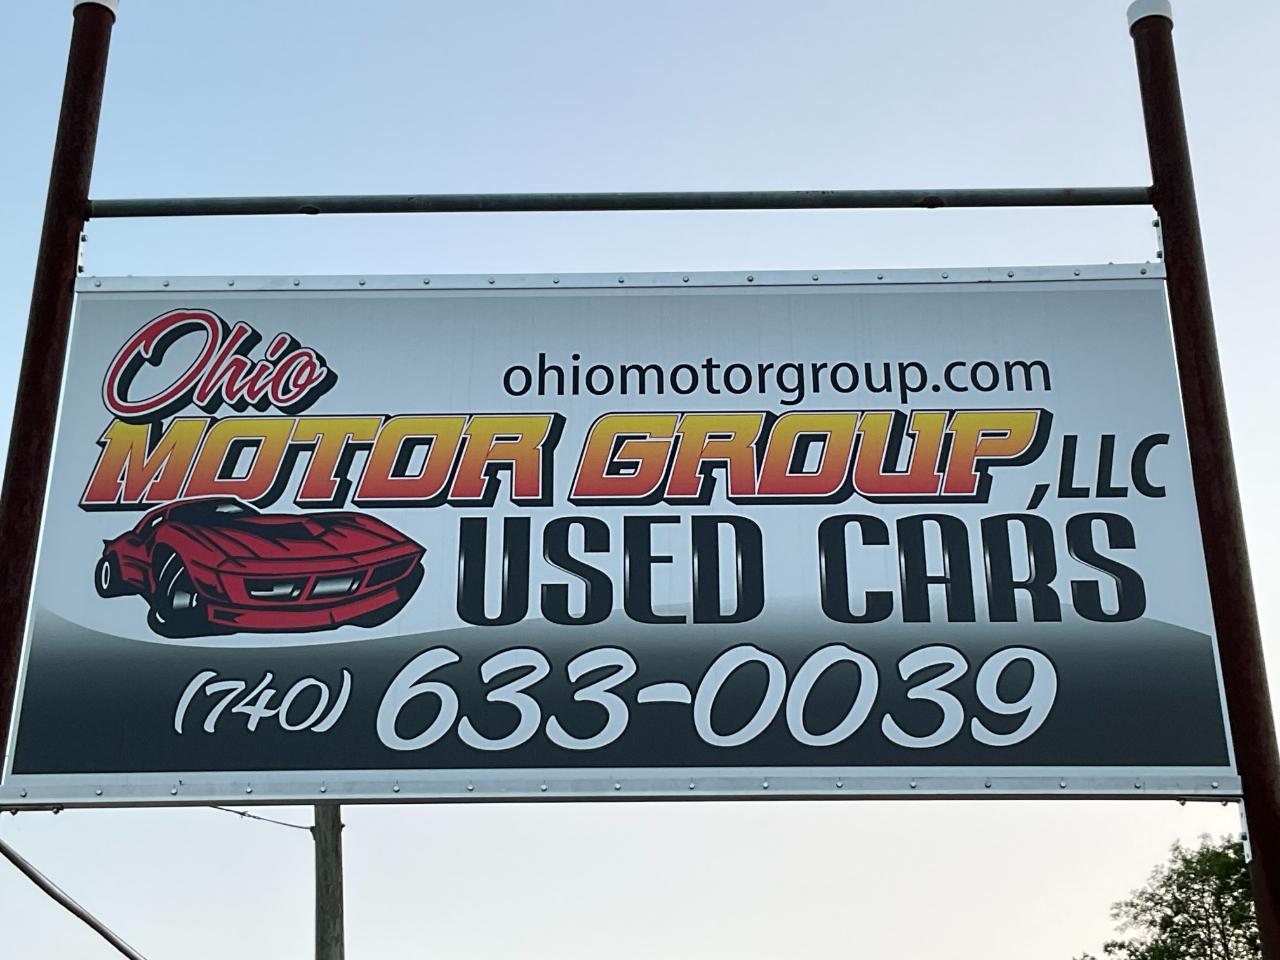 Ohio
ohiomotorgroup.com
MOTOR GROUP, LLC
USED CARS
(740) 633-0039